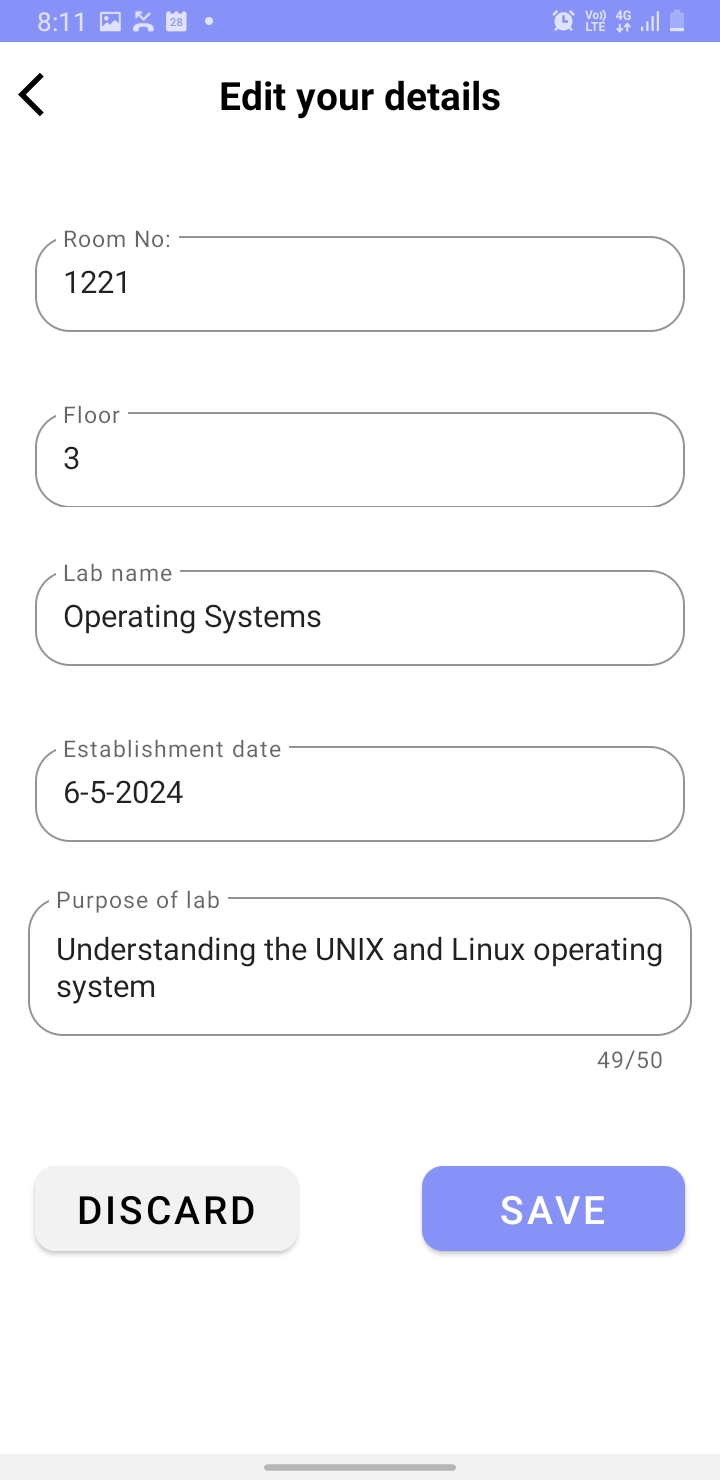 8:11 28 Vo)) LTE 4G
Edit your details
Room No:
1221
Floor
3
Lab name
Operating Systems
Establishment date
6-5-2024
Purpose of lab
Understanding the UNIX and Linux operating
system
49/50
DISCARD SAVE